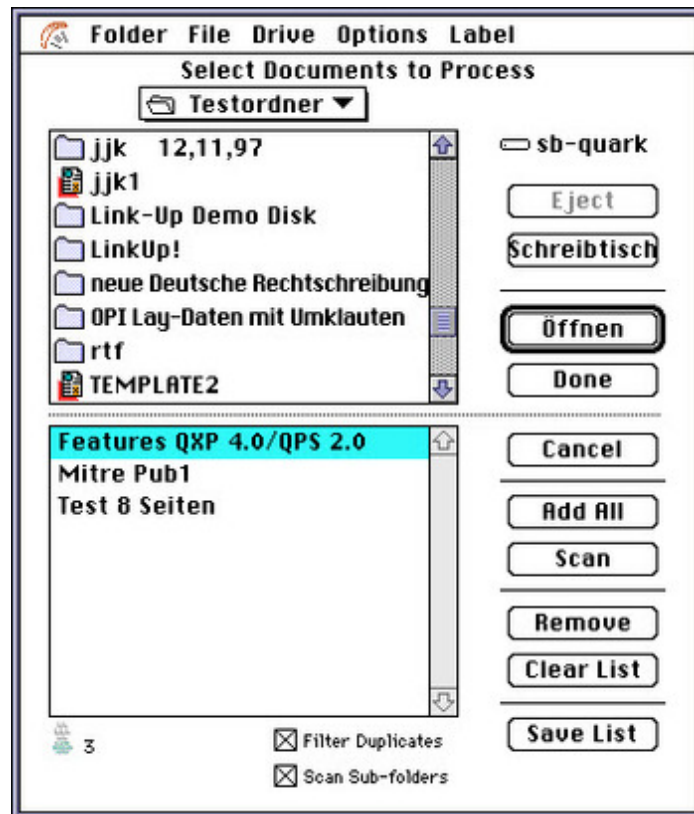 Folder File Drive Options Label
Select Documents to Process
Testordner
jjk 12,11,97
jjk1
Link-Up Demo Disk
LinkUp!
neue Deutsche Rechtschreibung
OPI Lay-Daten mit Umklauten
rtf
TEMPLATE2
sb-quark
Eject
Schreibtisch
Öffnen
Done
Features QXP 4.0/QPS 2.0
Mitre Pub1
Test 8 Seiten
Cancel
Add All
Scan
Remove
Clear List
Save List
3
Filter Duplicates
Scan Sub-folders